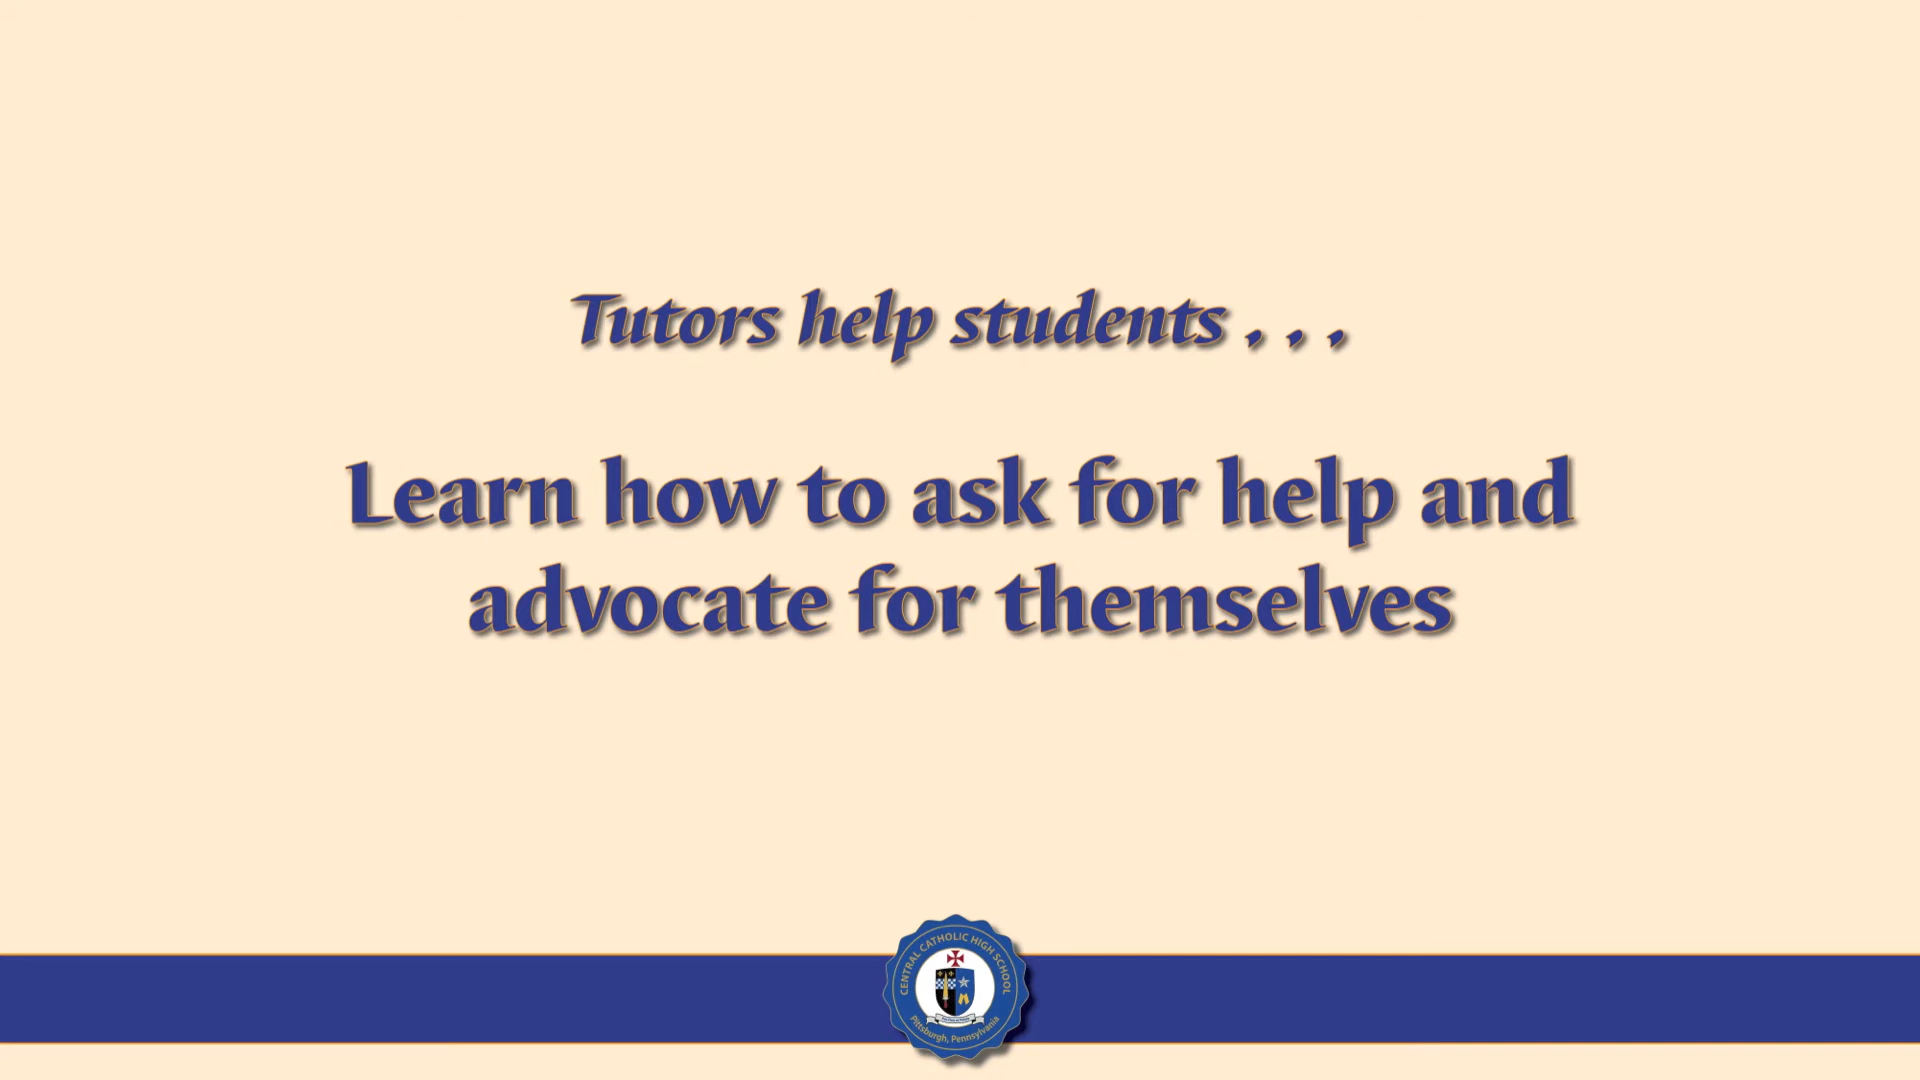 Tutors help students . . .
Learn how to ask for help and
advocate for themselves
CENTRAL CATHOLIC HIGH SCHOOL
Pittsburgh, Pennsylvania